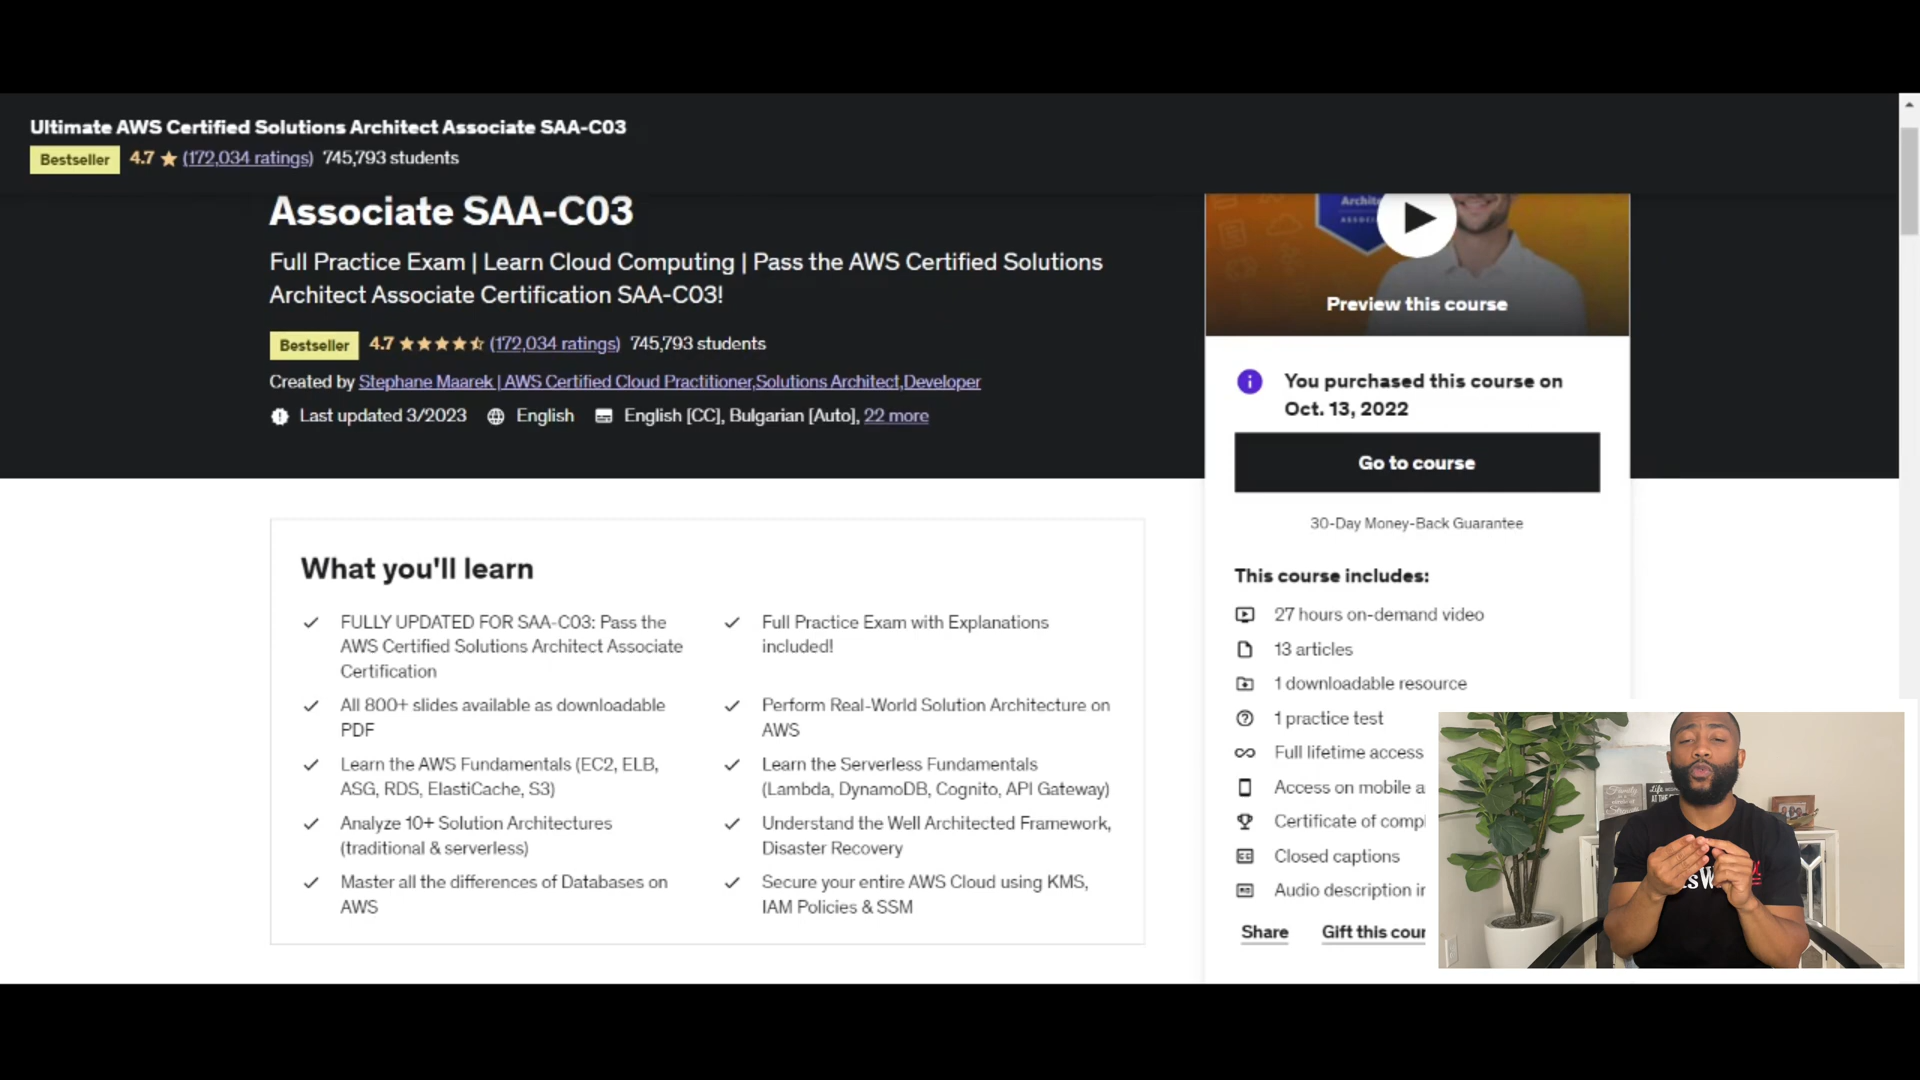 Ultimate AWS Certified Solutions Architect Associate SAA-C03
Bestseller 4.7 (172,034 ratings) 745,793 students
Associate SAA-C03
Full Practice Exam | Learn Cloud Computing | Pass the AWS Certified Solutions
Architect Associate Certification SAA-C03!
Bestseller 4.7 (172,034 ratings) 745,793 students
Created by Stephane Maarek | AWS Certified Cloud Practitioner,Solutions Architect,Developer
Last updated 3/2023 English English [CC], Bulgarian [Auto], 22 more
Preview this course
You purchased this course on
Oct. 13, 2022
Go to course
30-Day Money-Back Guarantee
What you'll learn
FULLY UPDATED FOR SAA-C03: Pass the
AWS Certified Solutions Architect Associate
Certification
All 800+ slides available as downloadable
PDF
Learn the AWS Fundamentals (EC2, ELB,
ASG, RDS, ElastiCache, S3)
Analyze 10+ Solution Architectures
(traditional & serverless)
Master all the differences of Databases on
AWS
Full Practice Exam with Explanations
included!
Perform Real-World Solution Architecture on
AWS
Learn the Serverless Fundamentals
(Lambda, DynamoDB, Cognito, API Gateway)
Understand the Well Architected Framework,
Disaster Recovery
Secure your entire AWS Cloud using KMS,
IAM Policies & SSM
This course includes:
27 hours on-demand video
13 articles
1 downloadable resource
1 practice test
Full lifetime access
Access on mobile a
Certificate of compl
Closed captions
Audio description in
Share Gift this cour